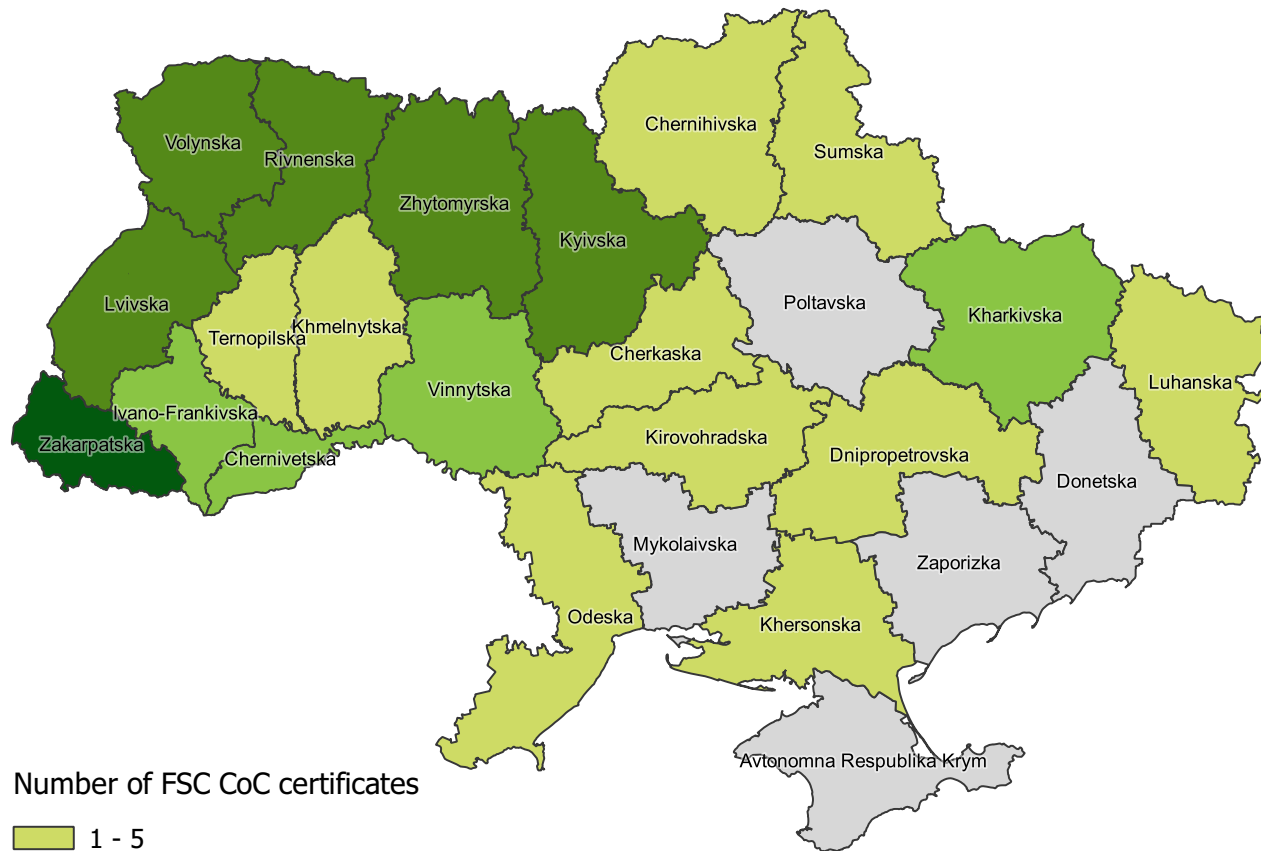 Chernihivska
Volynska
Sumska
Rivnenska
Zhytomyrska
Kyivska
Lvivska
Poltavska
Kharkivska
Ternopilska
Khmelnytska
Cherkaska
Luhanska
Vinnytska
Ivano-Frankivska
Zakarpatska
Chernivetska
Kirovohradska
Dnipropetrovska
Donetska
Mykolaivska
Zaporizka
Odeska
Khersonska
Avtonomna Respublika Krym
Number of FSC CoC certificates
1 - 5